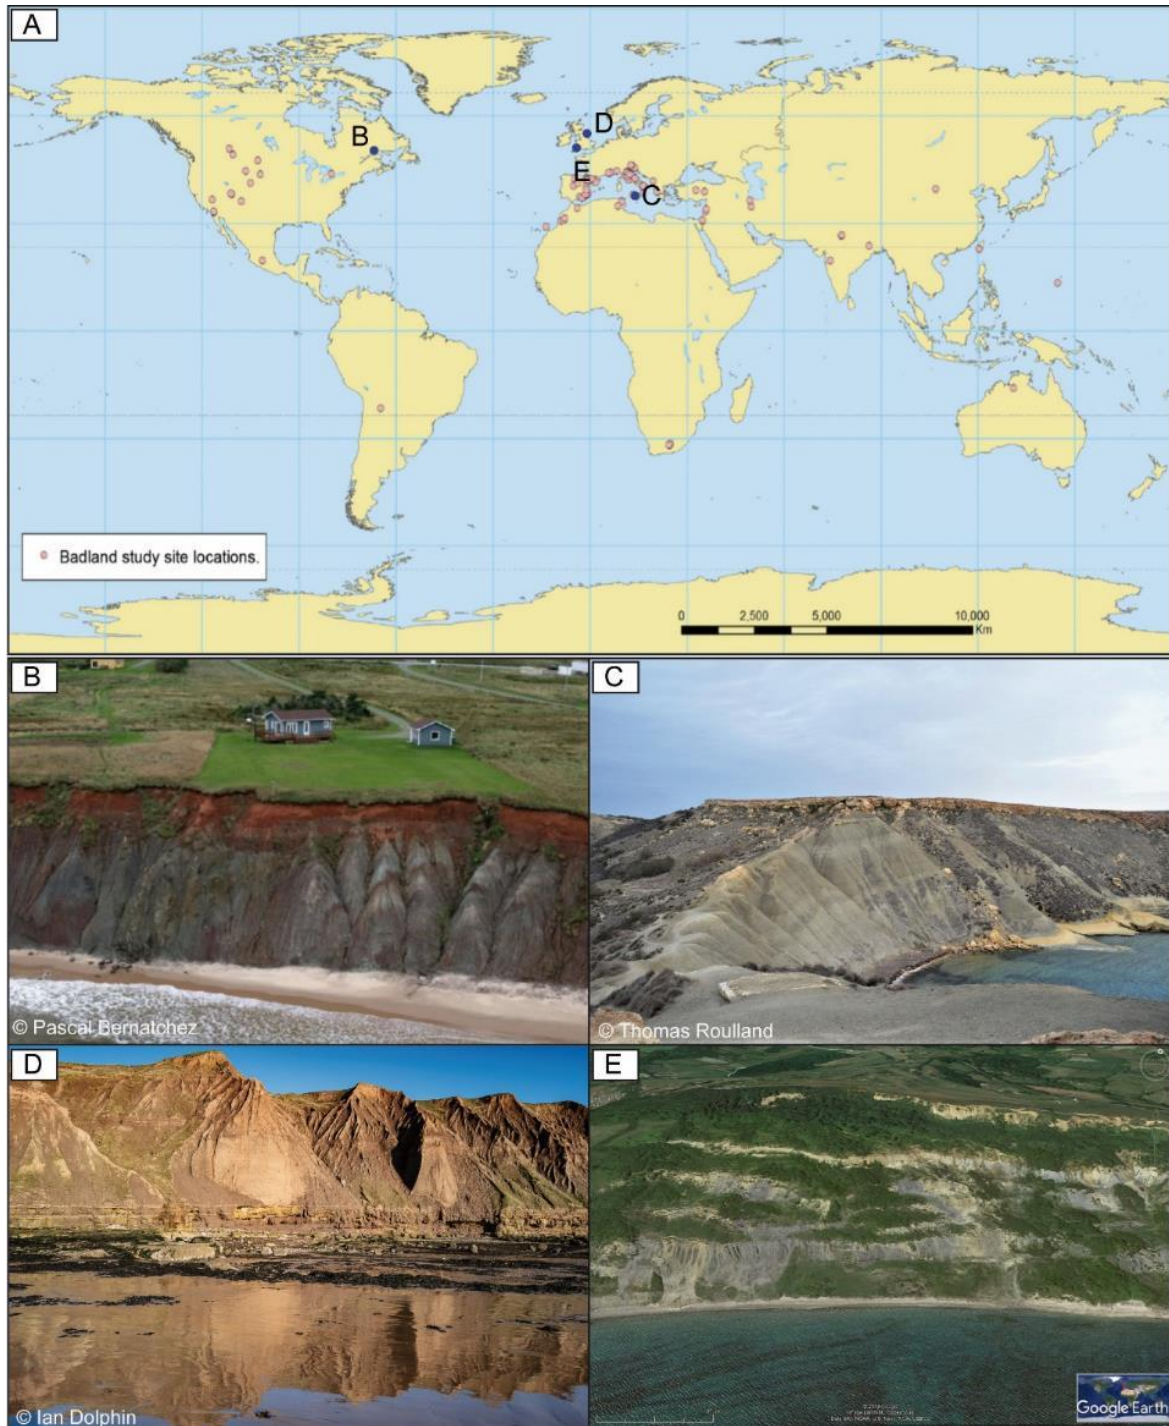 A
B
D
E
C
Badland study site locations.
0 2,500 5,000 10,000
Km
B
© Pascal Bernatchez
C
© Thomas Roulland
D
© Ian Dolphin
E
Google Earth